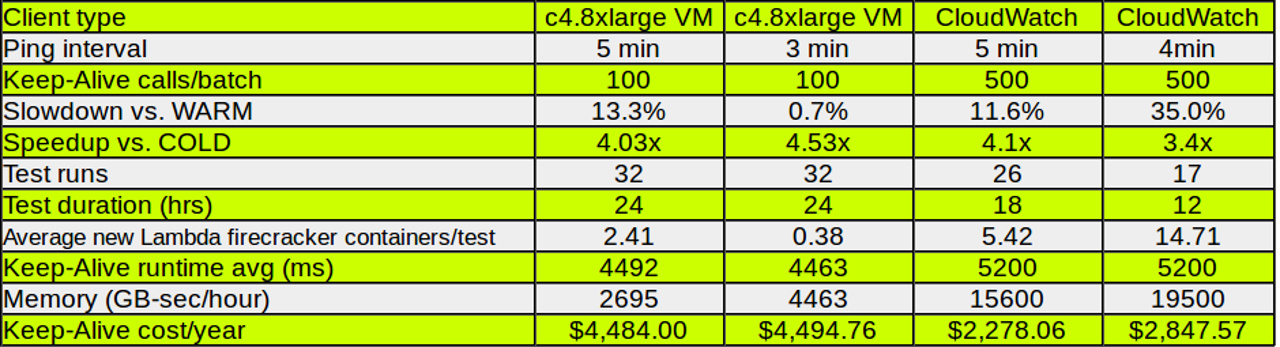 Client type c4.8xlarge VM c4.8xlarge VM CloudWatch CloudWatch
Ping interval 5 min 3 min 5 min 4min
Keep-Alive calls/batch 100 100 500 500
Slowdown vs. WARM 13.3% 0.7% 11.6% 35.0%
Speedup vs. COLD 4.03x 4.53x 4.1x 3.4x
Test runs 32 32 26 17
Test duration (hrs) 24 24 18 12
Average new Lambda firecracker containers/test 2.41 0.38 5.42 14.71
Keep-Alive runtime avg (ms) 4492 4463 5200 5200
Memory (GB-sec/hour) 2695 4463 15600 19500
Keep-Alive cost/year $4,484.00 $4,494.76 $2,278.06 $2,847.57